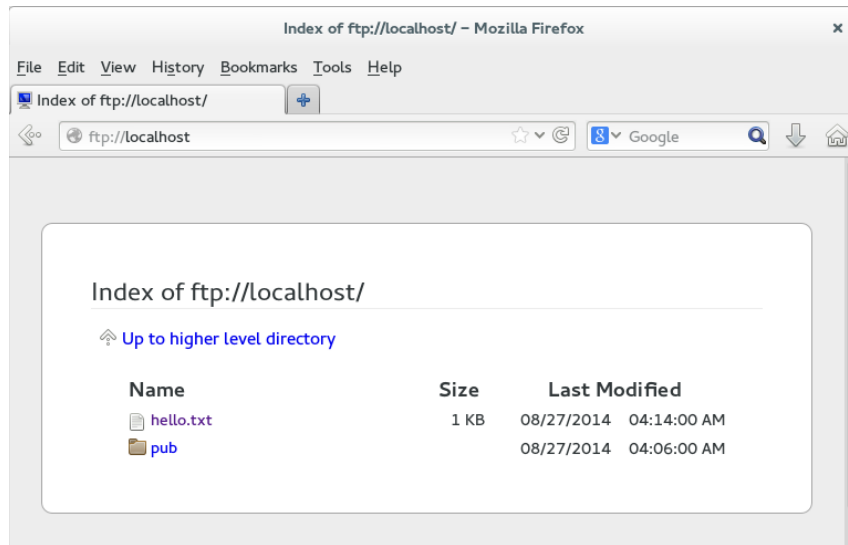 Index of ftp://localhost/ – Mozilla Firefox
File Edit View History Bookmarks Tools Help
Index of ftp://localhost/
ftp://localhost Google
Index of ftp://localhost/
Up to higher level directory
Name Size Last Modified
hello.txt 1 KB 08/27/2014 04:14:00 AM
pub 08/27/2014 04:06:00 AM